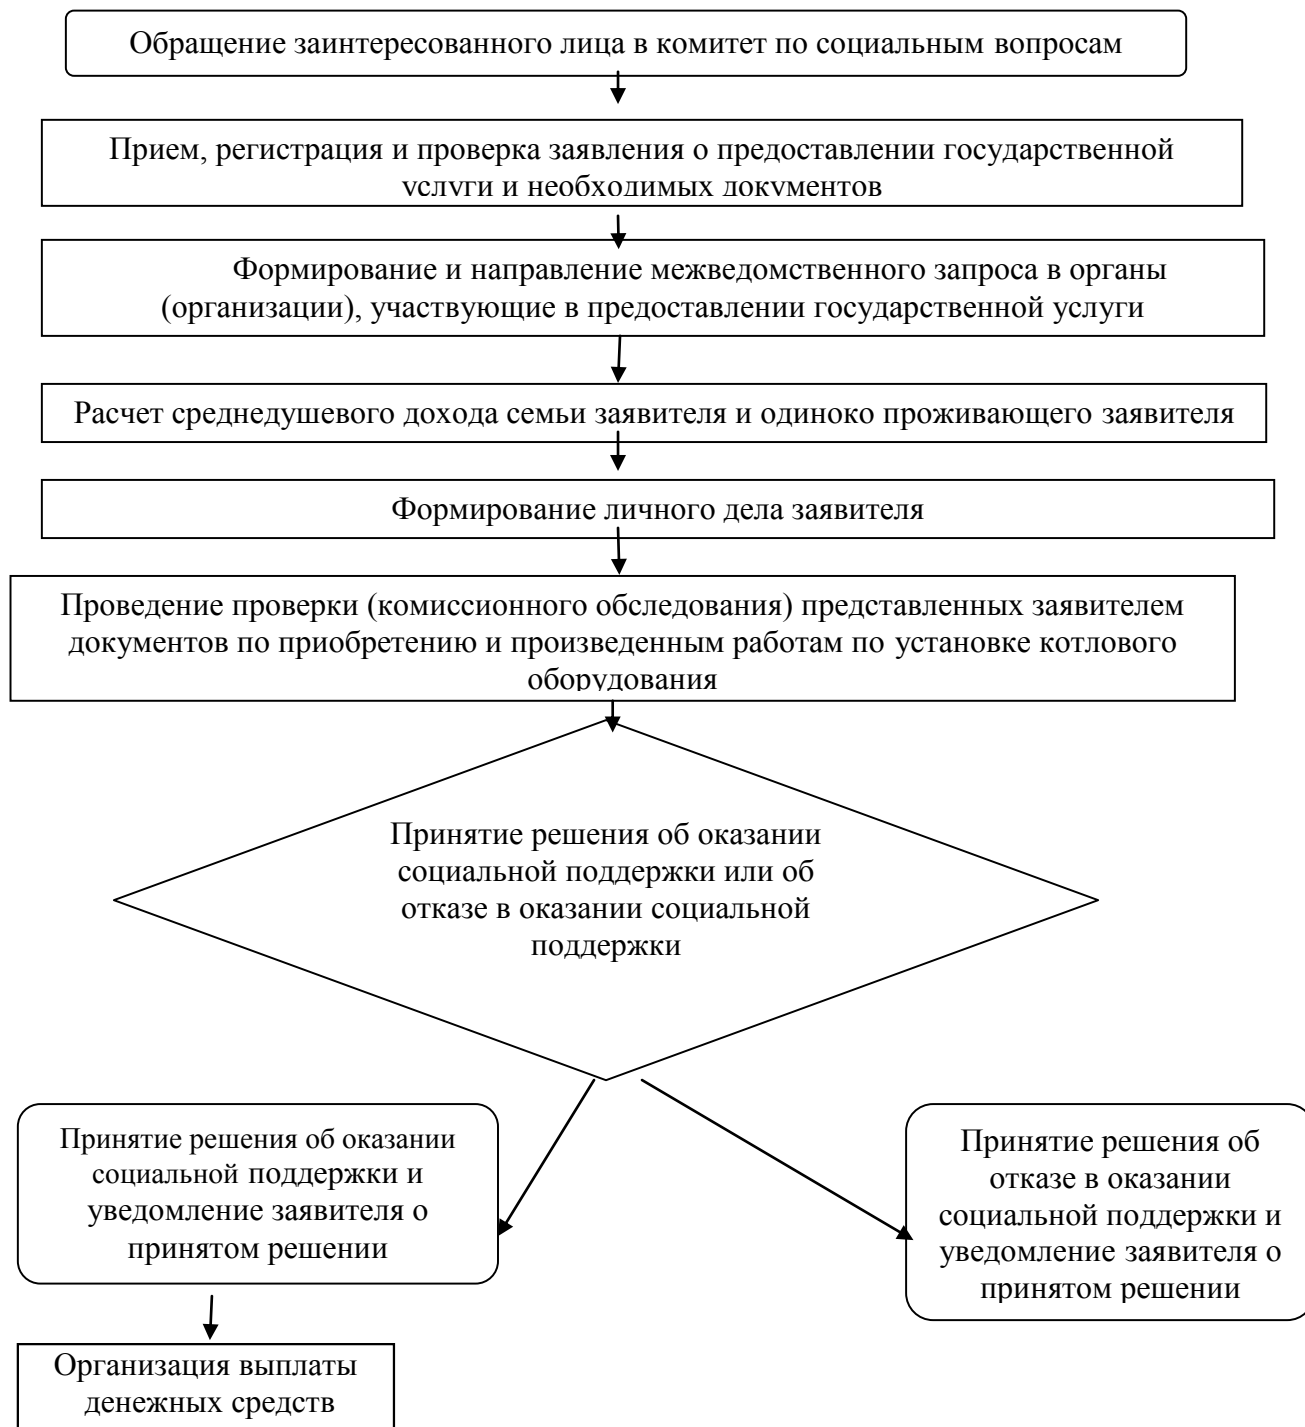 Обращение заинтересованного лица в комитет по социальным вопросам
Прием, регистрация и проверка заявления о предоставлении государственной
услуги и необходимых документов
Формирование и направление межведомственного запроса в органы
(организации), участвующие в предоставлении государственной услуги
Расчет среднедушевого дохода семьи заявителя и одиноко проживающего заявителя
Формирование личного дела заявителя
Проведение проверки (комиссионного обследования) представленных заявителем
документов по приобретению и произведенным работам по установке котлового
оборудования
Принятие решения об оказании
социальной поддержки или об
отказе в оказании социальной
поддержки
Принятие решения об оказании
социальной поддержки и
уведомление заявителя о
принятом решении
Принятие решения об
отказе в оказании
социальной поддержки и
уведомление заявителя о
принятом решении
Организация выплаты
денежных средств